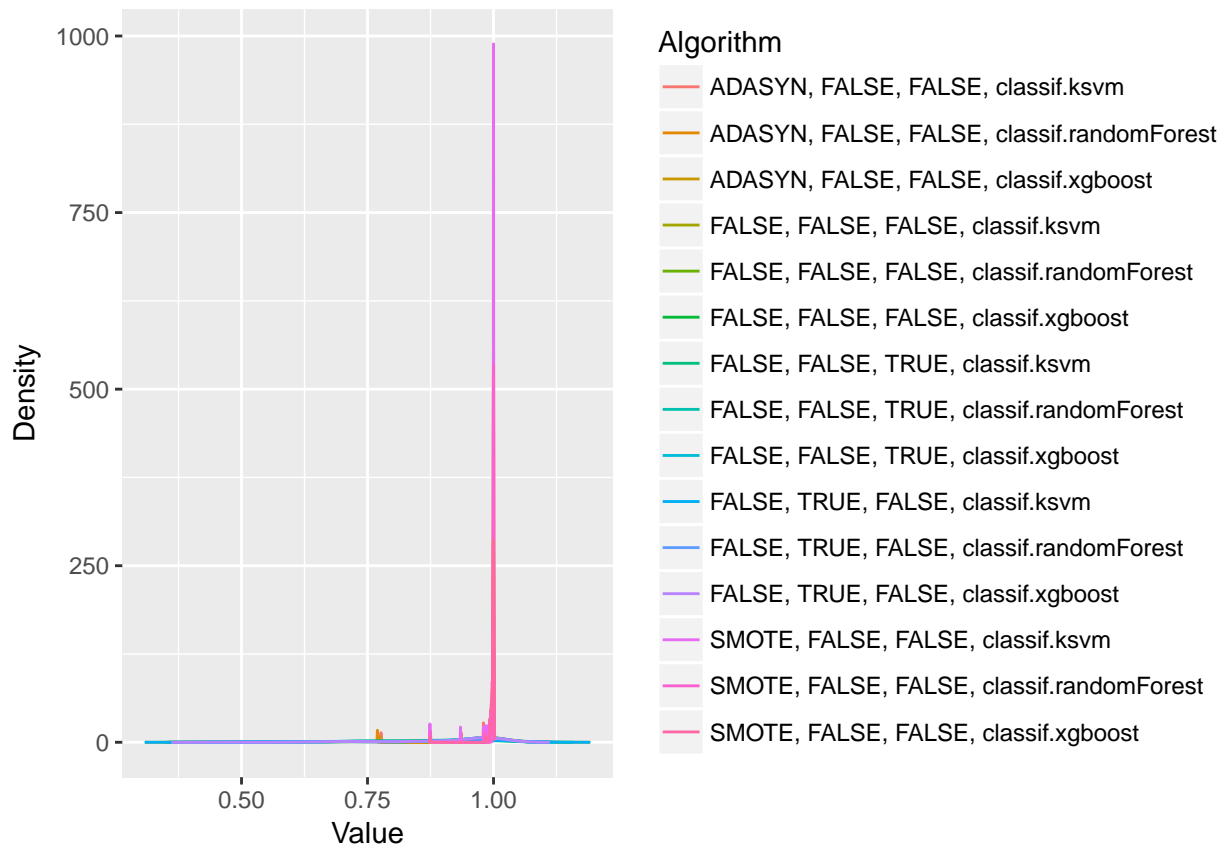 1000
750
500
250
0
Density
0.50 0.75 1.00
Value
Algorithm
ADASYN, FALSE, FALSE, classif.ksvm
ADASYN, FALSE, FALSE, classif.randomForest
ADASYN, FALSE, FALSE, classif.xgboost
FALSE, FALSE, FALSE, classif.ksvm
FALSE, FALSE, FALSE, classif.randomForest
FALSE, FALSE, FALSE, classif.xgboost
FALSE, FALSE, TRUE, classif.ksvm
FALSE, FALSE, TRUE, classif.randomForest
FALSE, FALSE, TRUE, classif.xgboost
FALSE, TRUE, FALSE, classif.ksvm
FALSE, TRUE, FALSE, classif.randomForest
FALSE, TRUE, FALSE, classif.xgboost
SMOTE, FALSE, FALSE, classif.ksvm
SMOTE, FALSE, FALSE, classif.randomForest
SMOTE, FALSE, FALSE, classif.xgboost